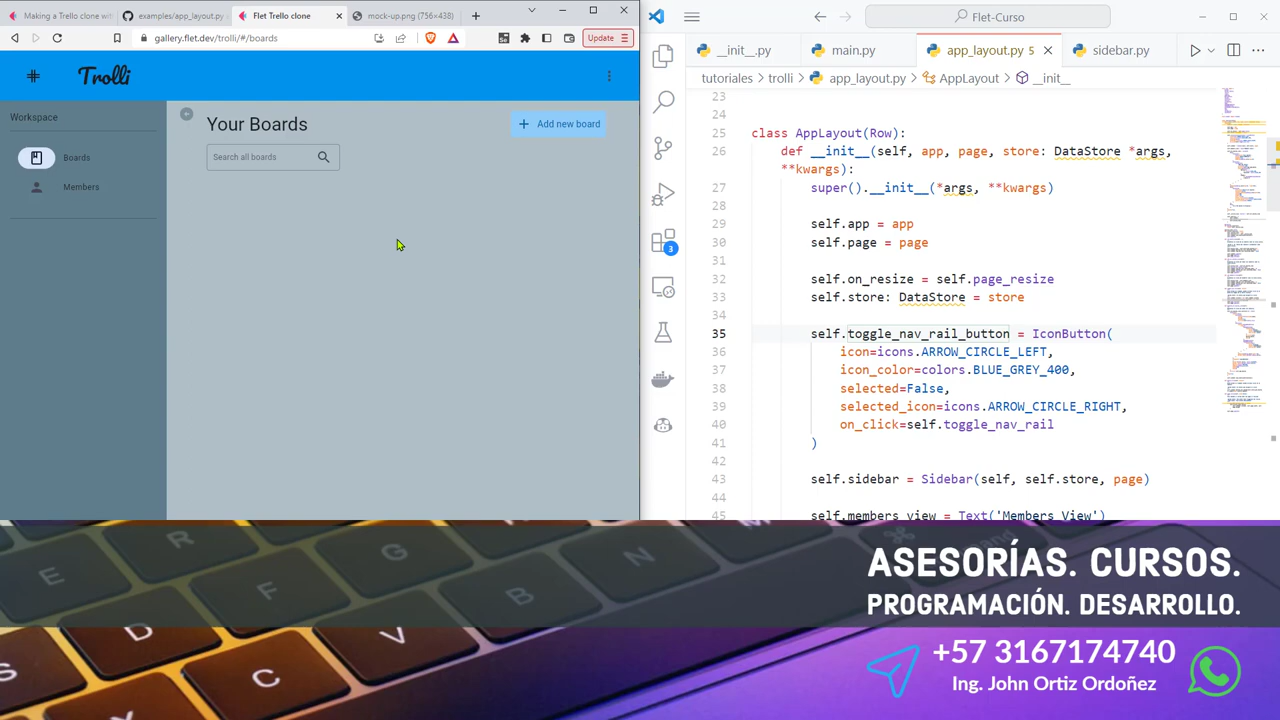 Making a Trello clone with
examples/app_layout.py
Flet Trello clone
mock-up.png (756×438)
gallery.flet.dev/trolli/#/boards
Update
Trolli
Workspace
Boards
Members
Your Boards
Search all boards
Add new board
Flet-Curso
__init__.py
main.py
app_layout.py 5
sidebar.py
tutoriales > trolli > app_layout.py > AppLayout > __init__
23
24
25 class AppLayout(Row):
26 def __init__(self, app, page, store: DataStore *args,
**kwargs):
27 super().__init__(*args, **kwargs)
28
29 self.app = app
30 self.page = page
31
32 self.on_resize = self.page_resize
33 self.store: DataStore = store
34
35 self.toggle_nav_rail_button = IconButton(
36 icon=icons.ARROW_CIRCLE_LEFT,
37 icon_color=colors.BLUE_GREY_400,
38 selected=False,
39 selected_icon=icons.ARROW_CIRCLE_RIGHT,
40 on_click=self.toggle_nav_rail
41 )
42
43 self.sidebar = Sidebar(self, self.store, page)
44
45 self.members_view = Text('Members View')
3
ASESORÍAS. CURSOS.
PROGRAMACIÓN. DESARROLLO.
+57 3167174740
Ing. John Ortiz Ordoñez